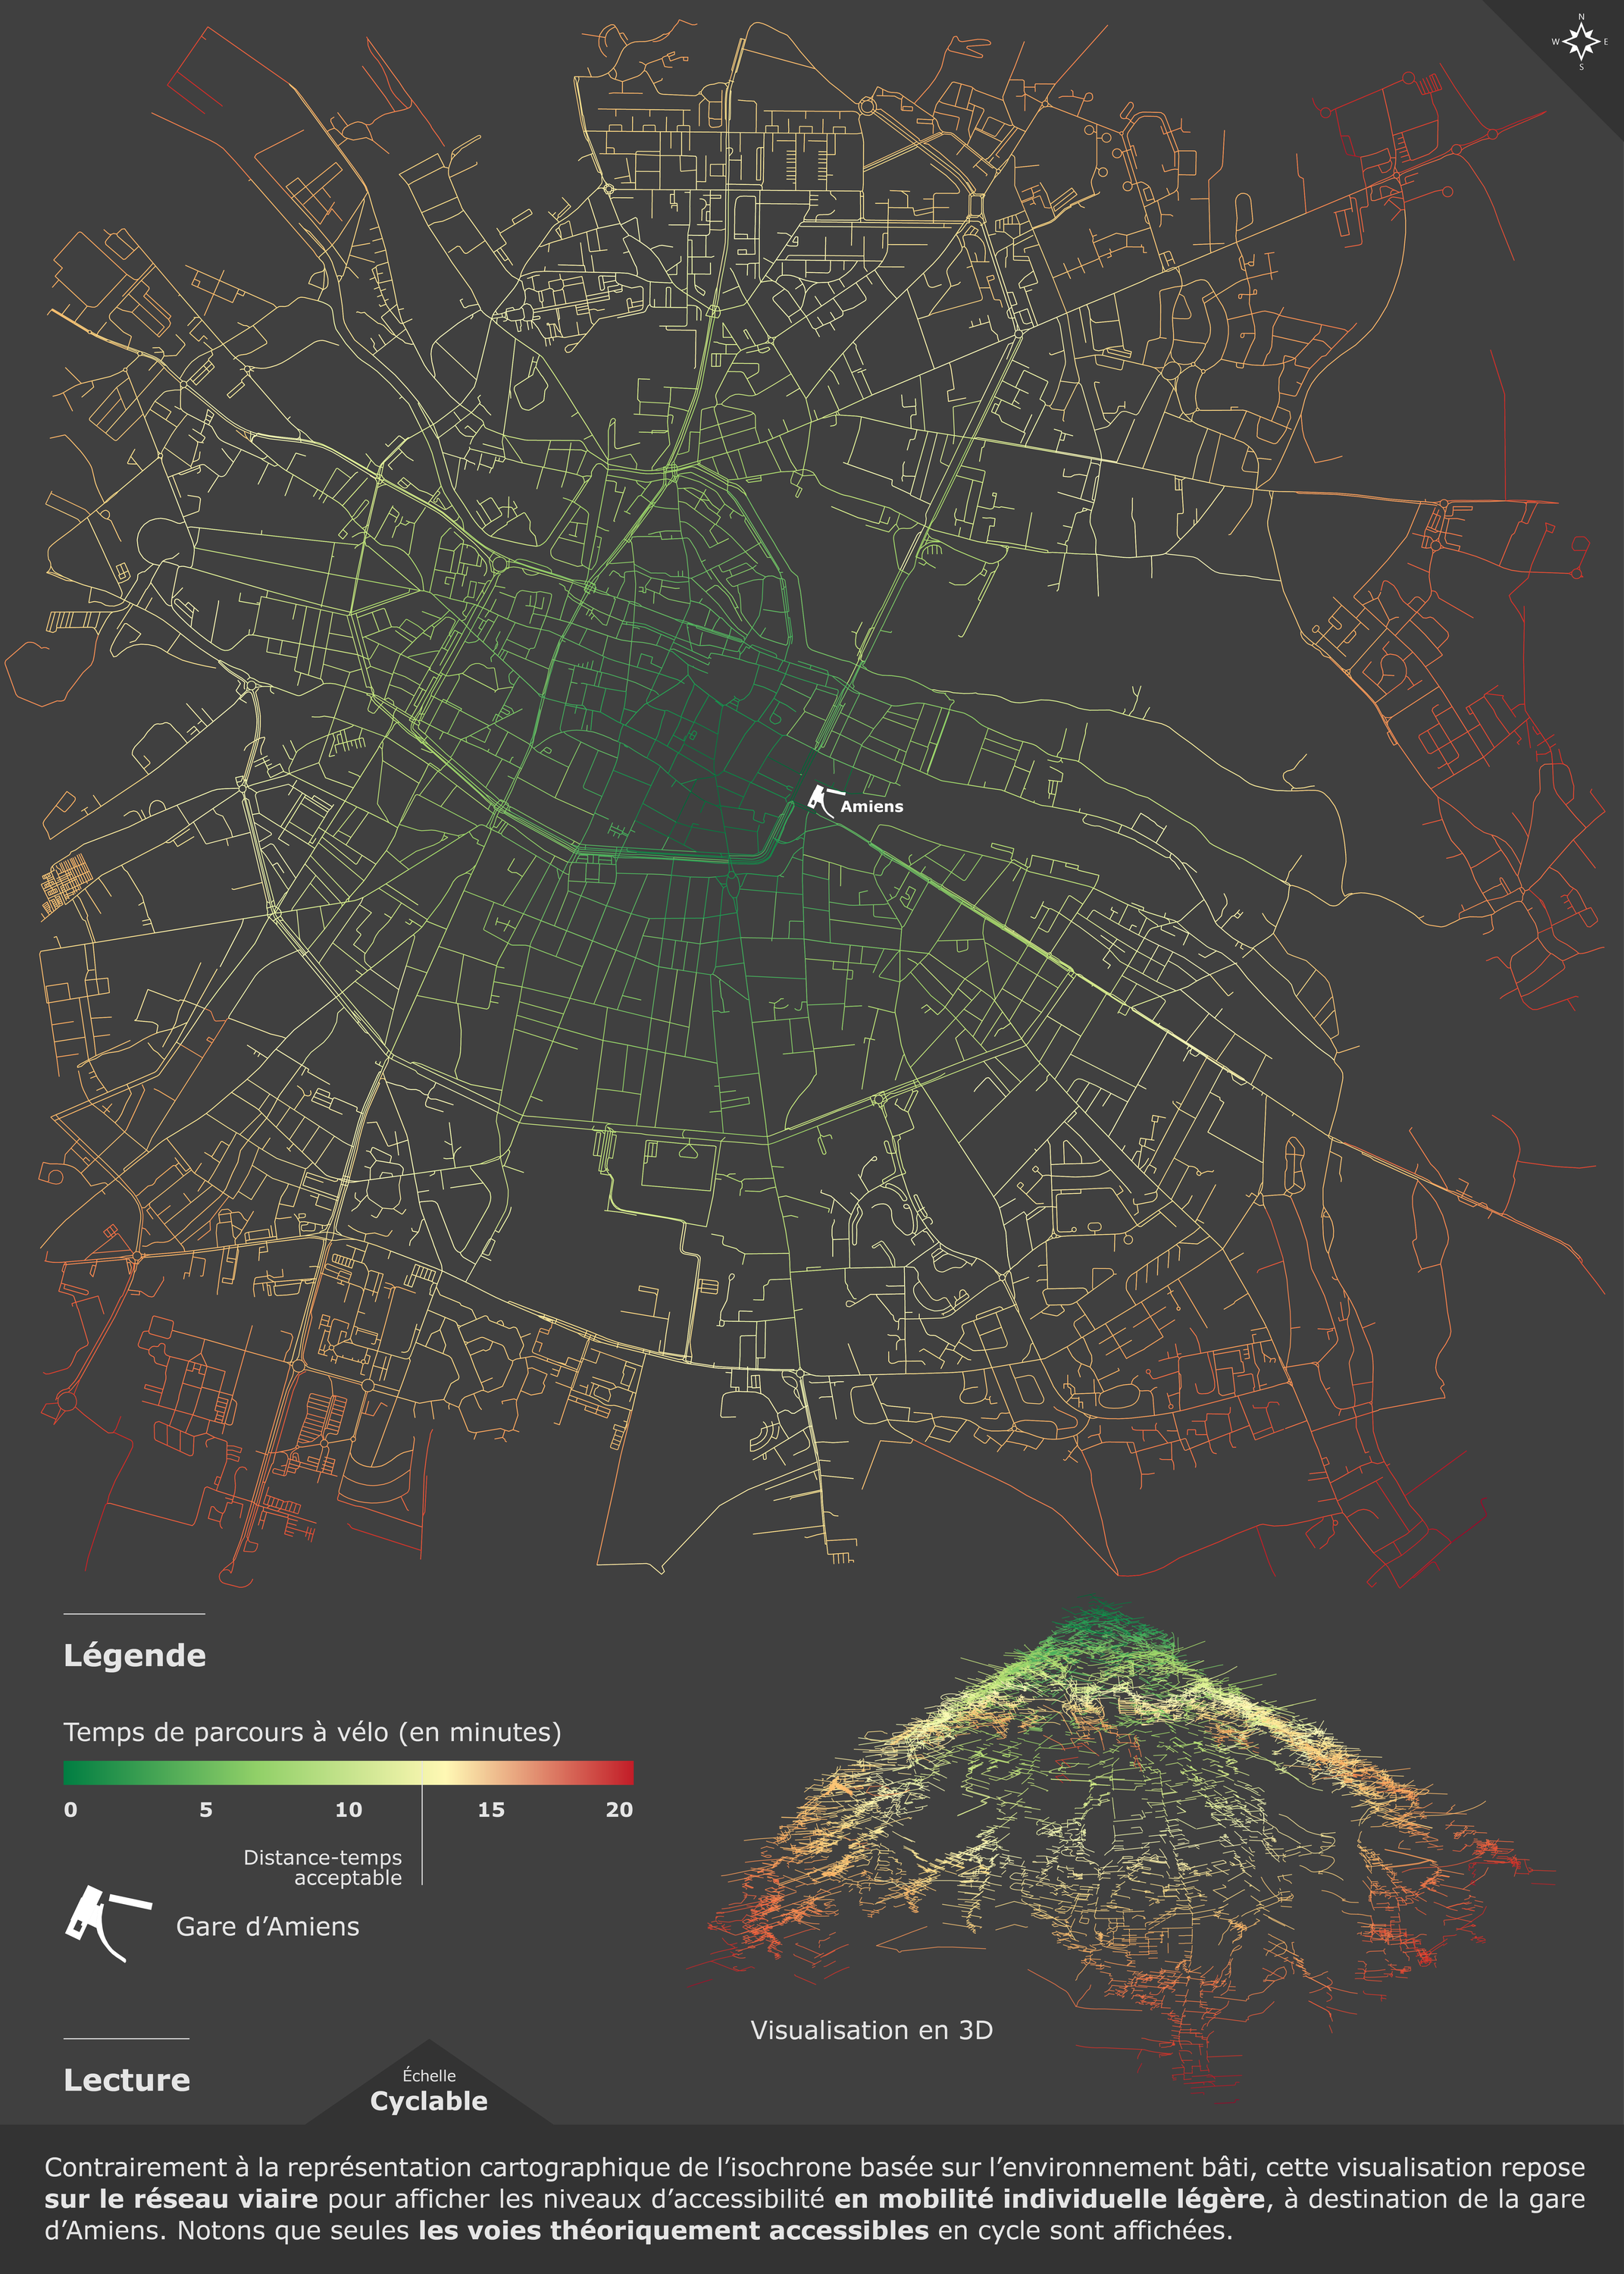 N
W E
S
Amiens
Légende
Temps de parcours à vélo (en minutes)
0 5 10 15 20
Distance-temps
acceptable
Gare d’Amiens
Visualisation en 3D
Lecture
Échelle
Cyclable
Contrairement à la représentation cartographique de l’isochrone basée sur l’environnement bâti, cette visualisation repose
sur le réseau viaire pour afficher les niveaux d’accessibilité en mobilité individuelle légère, à destination de la gare
d’Amiens. Notons que seules les voies théoriquement accessibles en cycle sont affichées.